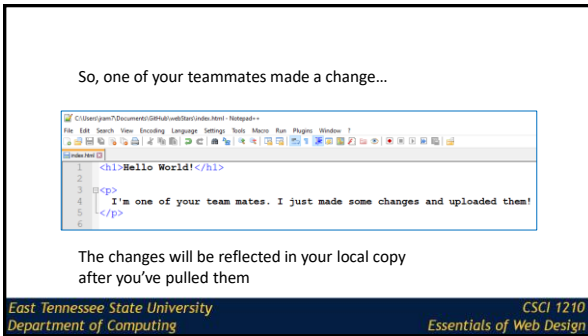 So, one of your teammates made a change…
C:\Users\jram7\Documents\GitHub\webStars\index.html - Notepad++
File Edit Search View Encoding Language Settings Tools Macro Run Plugins Window ?
index.html
1 <h1>Hello World!</h1>
2
3 <p>
4 I'm one of your team mates. I just made some changes and uploaded them!
5 </p>
6
The changes will be reflected in your local copy
after you’ve pulled them
East Tennessee State University
Department of Computing
CSCI 1210
Essentials of Web Design